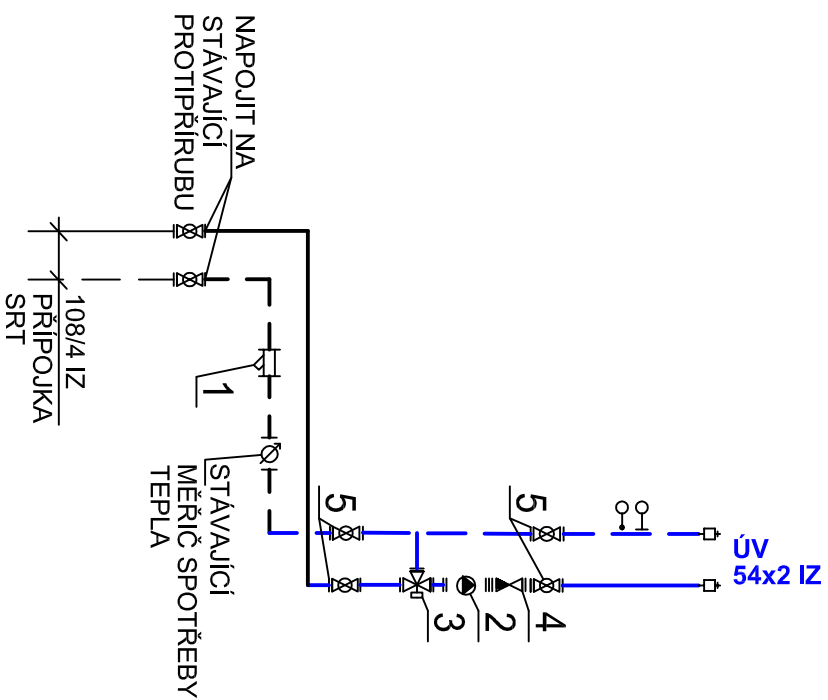 NAPOJIT NA
STÁVAJÍCÍ
PROTIPŘÍRUBU
108/4 IZ
PŘÍPOJKA
SRT
1
STÁVAJÍCÍ
MĚŘIČ SPOTŘEBY
TEPLA
5
5
3
2
4
ÚV
54x2 IZ